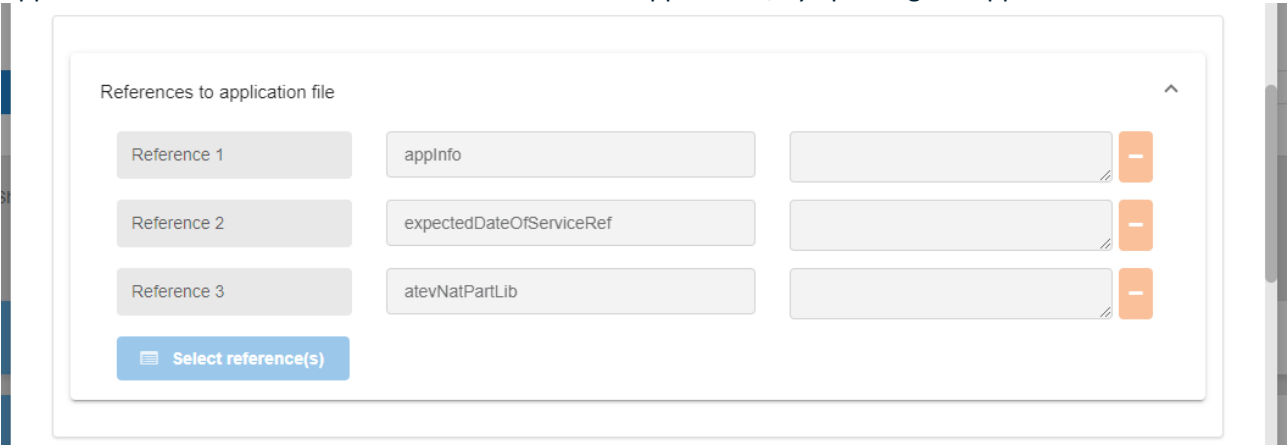 References to application file
Reference 1 appInfo
Reference 2 expectedDateOfServiceRef
Reference 3 atevNatPartLib
Select reference(s)